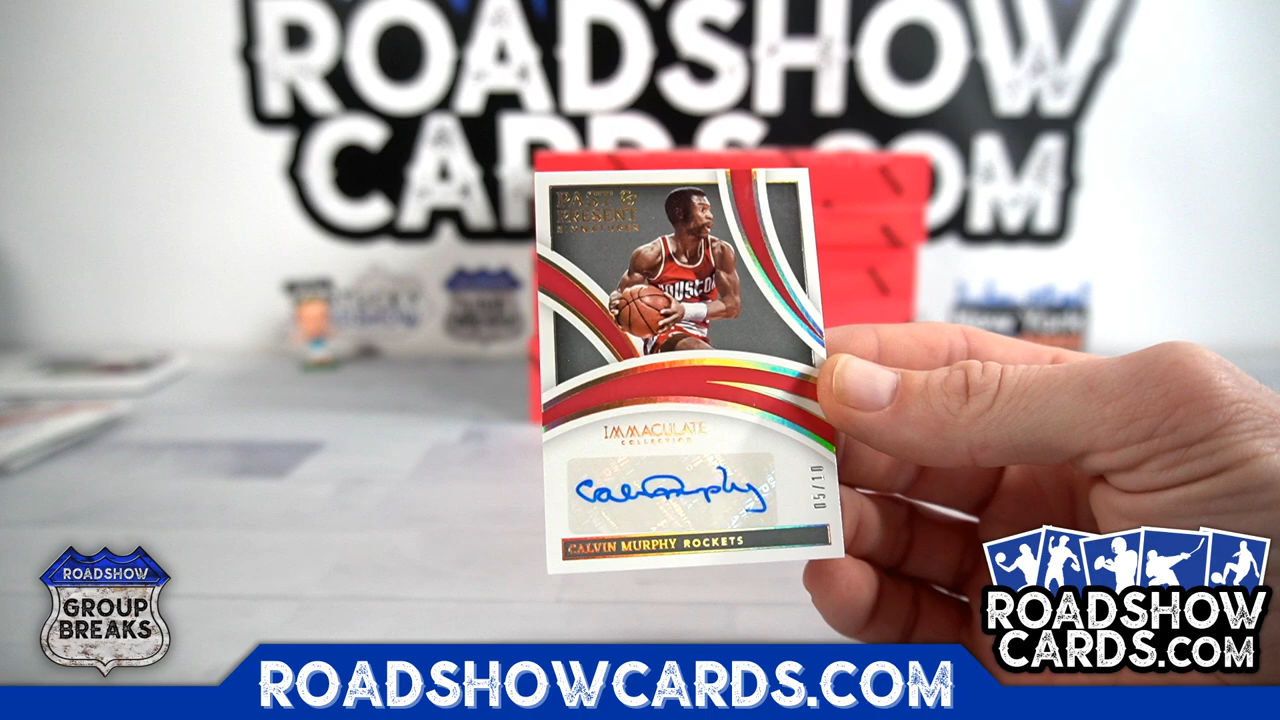 ROADSHOW
CARDS.COM
PAST &
PRESENT
SIGNATURES
HOUSTON
IMMACULATE
COLLECTION
Calvin Murphy
05/10
CALVIN MURPHY ROCKETS
ROADSHOW
GROUP
BREAKS
ROADSHOW
CARDS.COM
ROADSHOWCARDS.COM